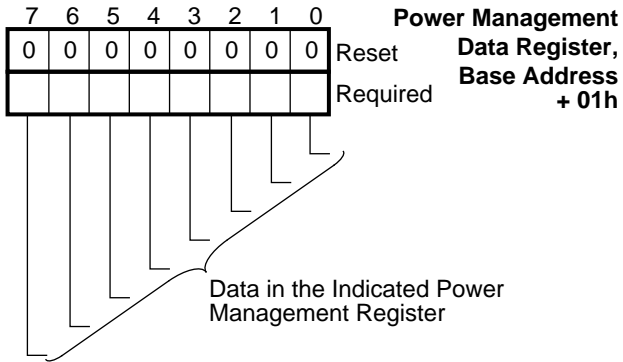 7 6 5 4 3 2 1 0
Power Management
Data Register,
Base Address
+ 01h
0 0 0 0 0 0 0 0 Reset
Required
Data in the Indicated Power
Management Register